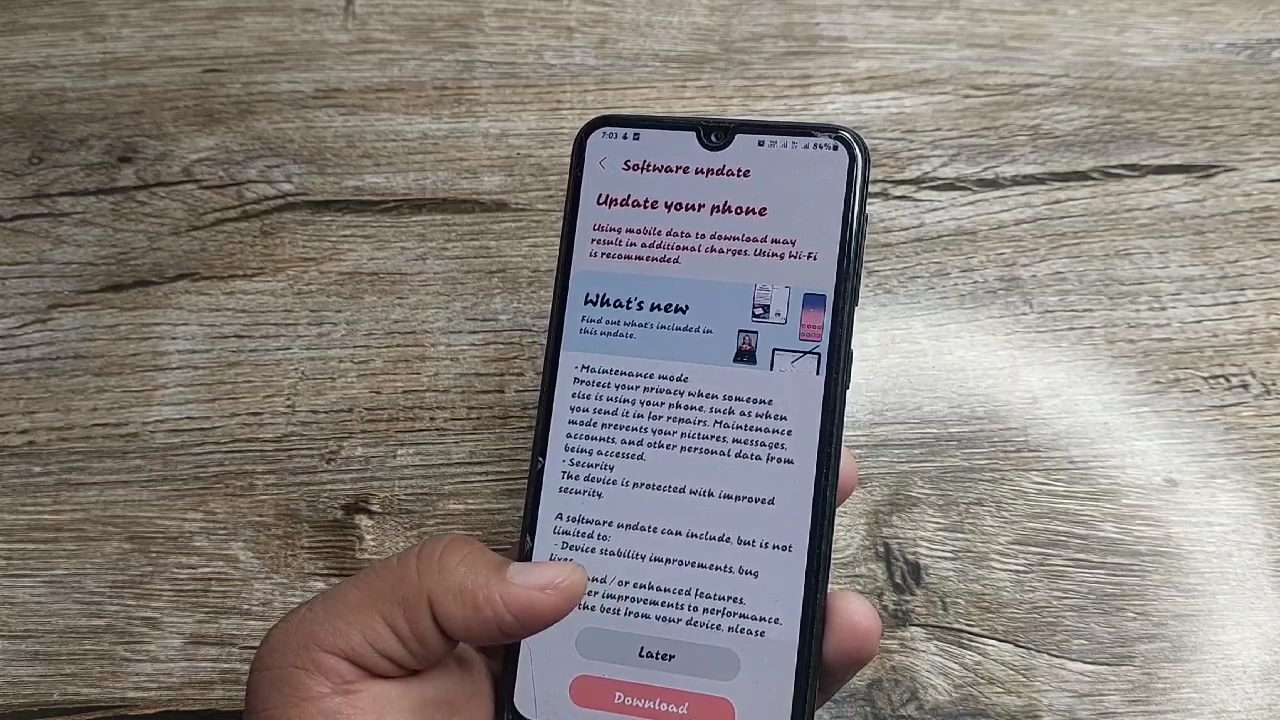 7:03
84%
Software update
Update your phone
Using mobile data to download may
result in additional charges. Using Wi-Fi
is recommended.
What's new
Find out what's included in
this update.
• Maintenance mode
Protect your privacy when someone
else is using your phone, such as when
you send it in for repairs. Maintenance
mode prevents your pictures, messages,
accounts, and other personal data from
being accessed.
• Security
The device is protected with improved
security.
A software update can include, but is not
limited to:
- Device stability improvements, bug
and / or enhanced features.
improvements to performance.
the best from your device, please
Later
Download